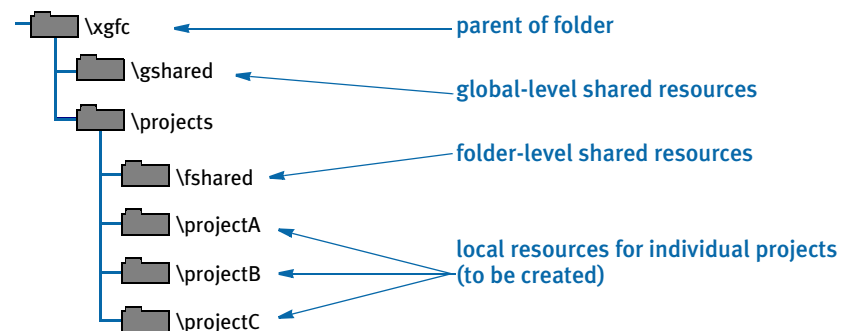 \xgfc
parent of folder
\gshared
global-level shared resources
\projects
folder-level shared resources
\fshared
\projectA
local resources for individual projects
(to be created)
\projectB
\projectC